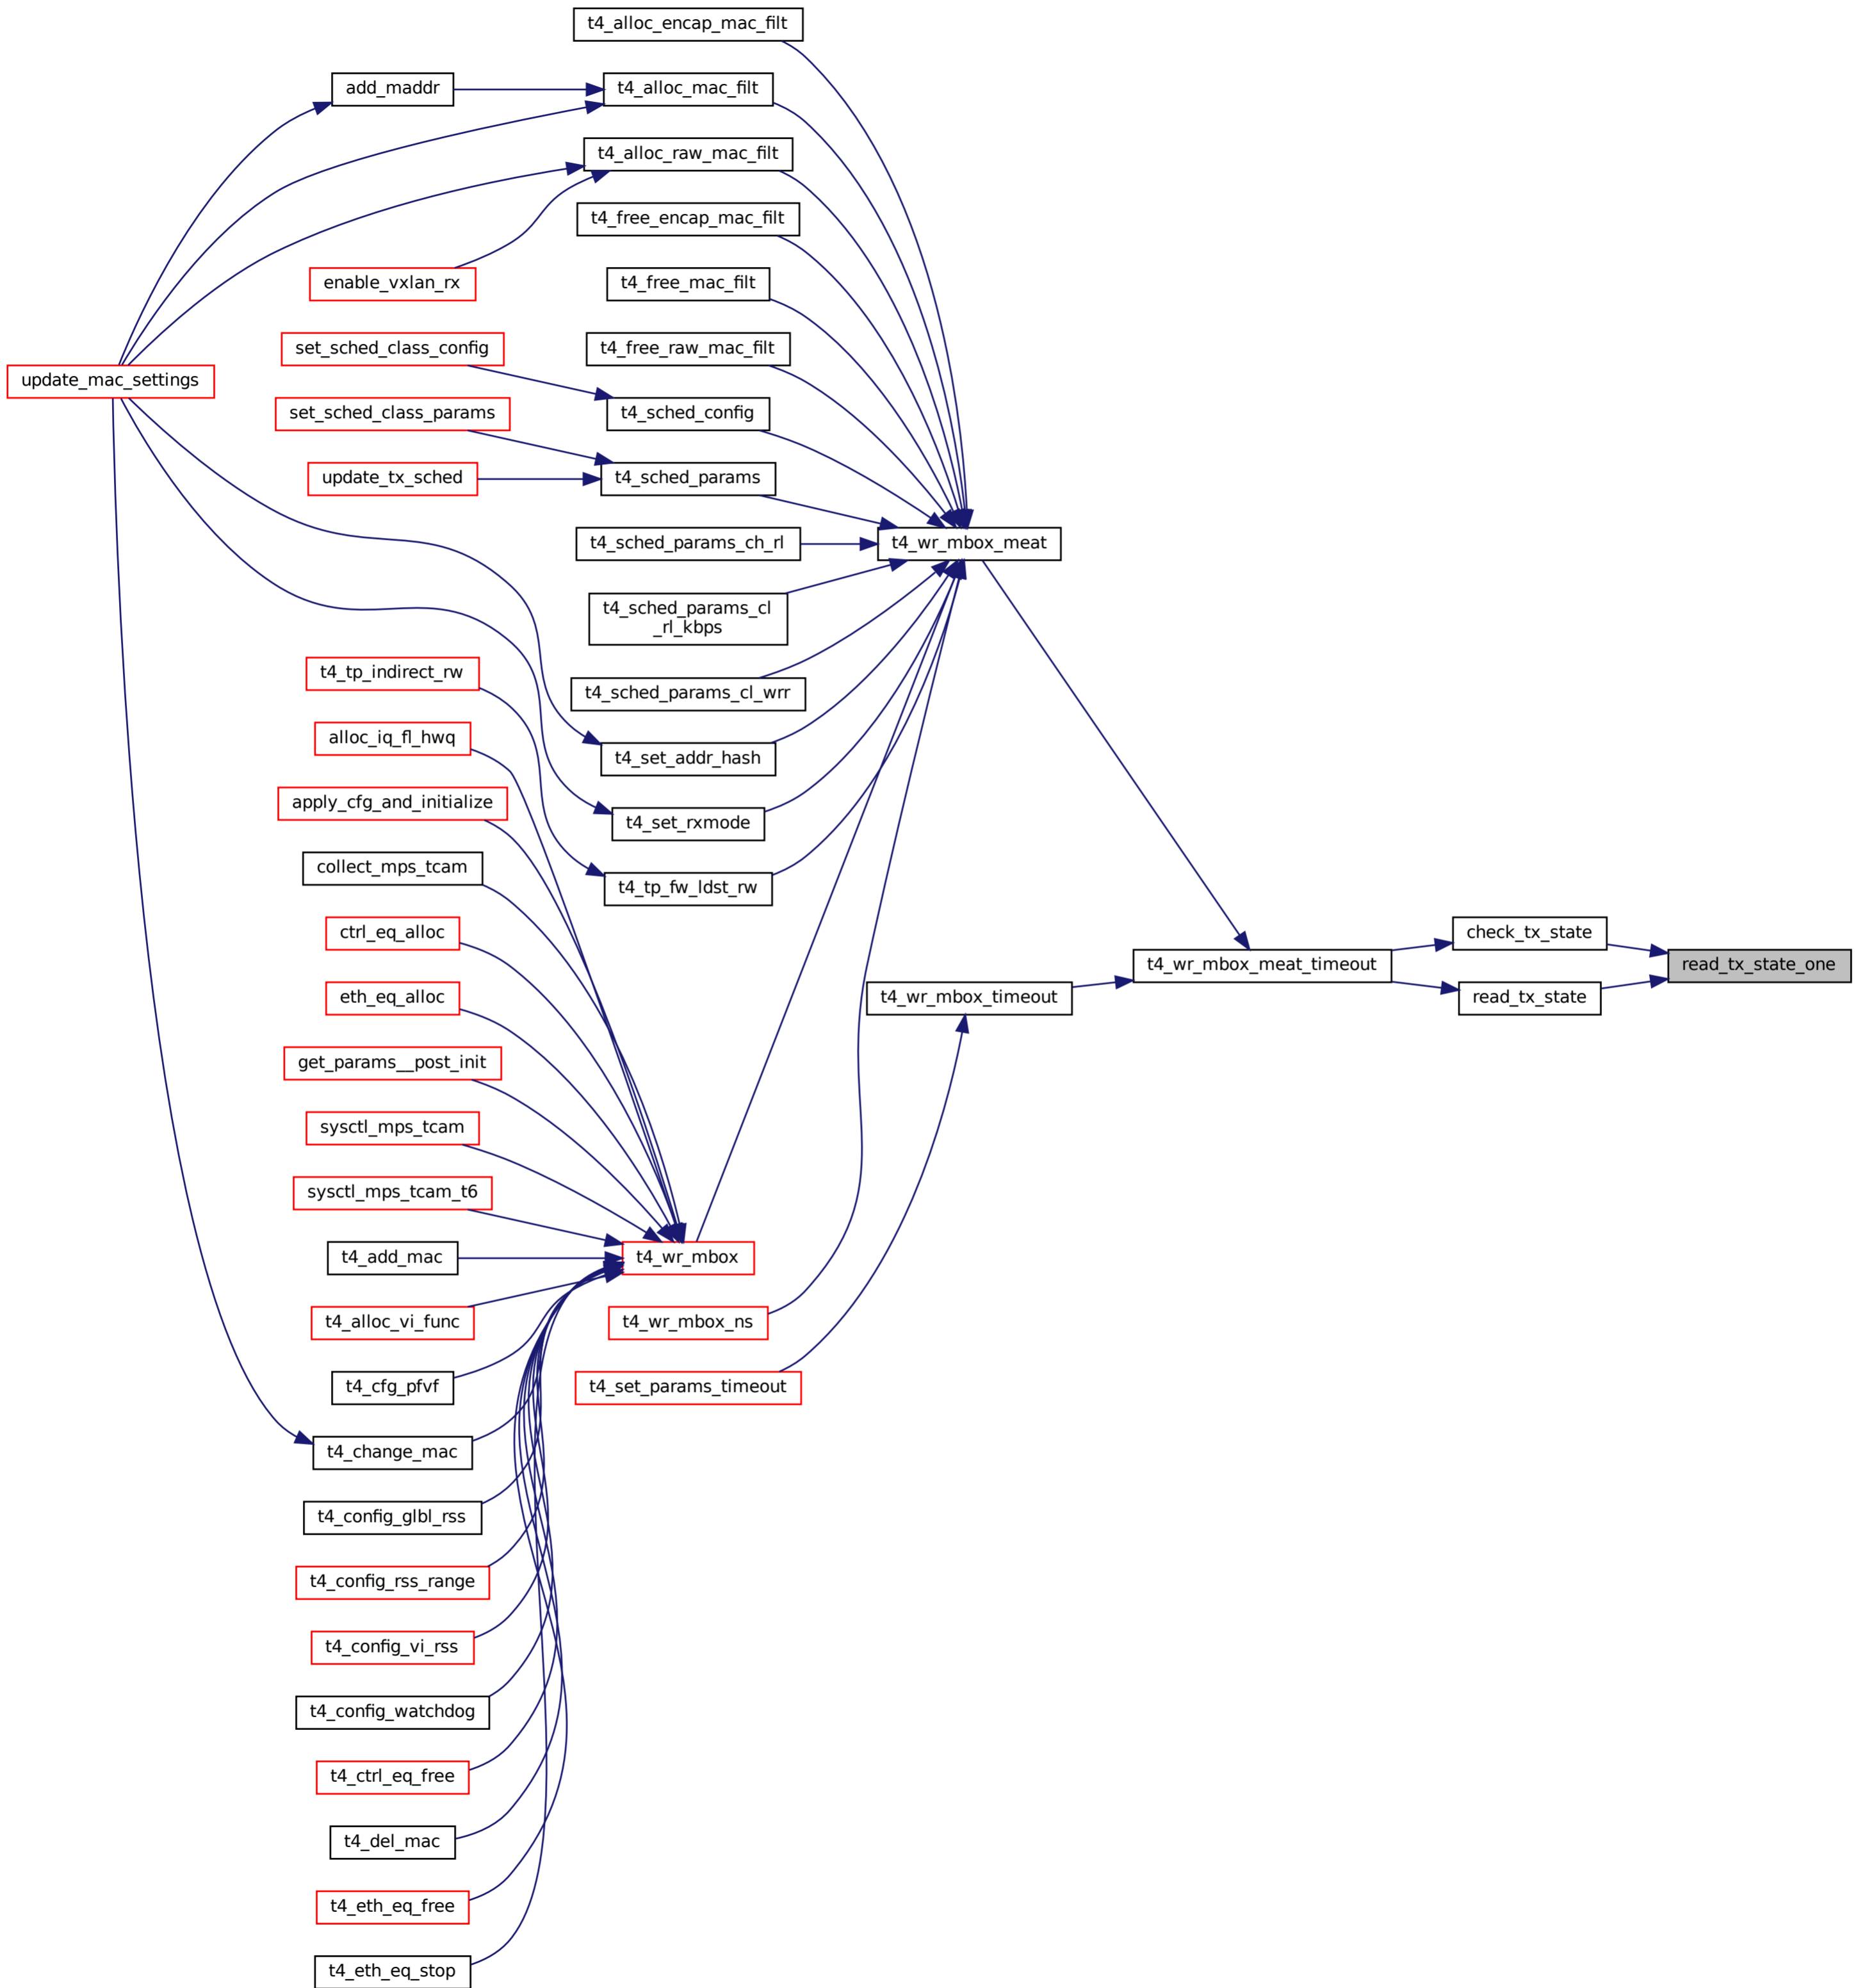 t4_alloc_encap_mac_filt
add_maddr
t4_alloc_mac_filt
t4_alloc_raw_mac_filt
t4_free_encap_mac_filt
enable_vxlan_rx
t4_free_mac_filt
set_sched_class_config
t4_free_raw_mac_filt
update_mac_settings
set_sched_class_params
t4_sched_config
update_tx_sched
t4_sched_params
t4_sched_params_ch_rl
t4_wr_mbox_meat
t4_sched_params_cl
_rl_kbps
t4_tp_indirect_rw
t4_sched_params_cl_wrr
alloc_iq_fl_hwq
t4_set_addr_hash
apply_cfg_and_initialize
t4_set_rxmode
collect_mps_tcam
t4_tp_fw_ldst_rw
ctrl_eq_alloc
check_tx_state
t4_wr_mbox_meat_timeout
read_tx_state_one
eth_eq_alloc
t4_wr_mbox_timeout
read_tx_state
get_params__post_init
sysctl_mps_tcam
sysctl_mps_tcam_t6
t4_add_mac
t4_wr_mbox
t4_alloc_vi_func
t4_wr_mbox_ns
t4_cfg_pfvf
t4_set_params_timeout
t4_change_mac
t4_config_glbl_rss
t4_config_rss_range
t4_config_vi_rss
t4_config_watchdog
t4_ctrl_eq_free
t4_del_mac
t4_eth_eq_free
t4_eth_eq_stop